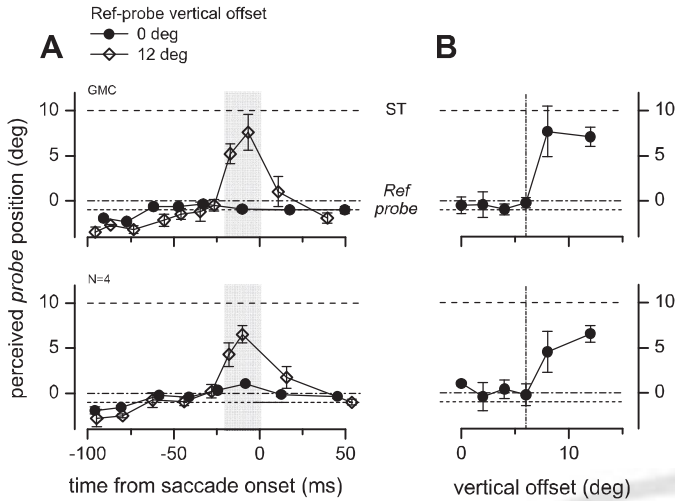 Ref-probe vertical offset
0 deg
12 deg
A
B
GMC
10
5
0
ST
Ref
probe
10
5
0
perceived probe position (deg)
N=4
10
5
0
10
5
0
-100
-50
0
50
0
10
time from saccade onset (ms)
vertical offset (deg)